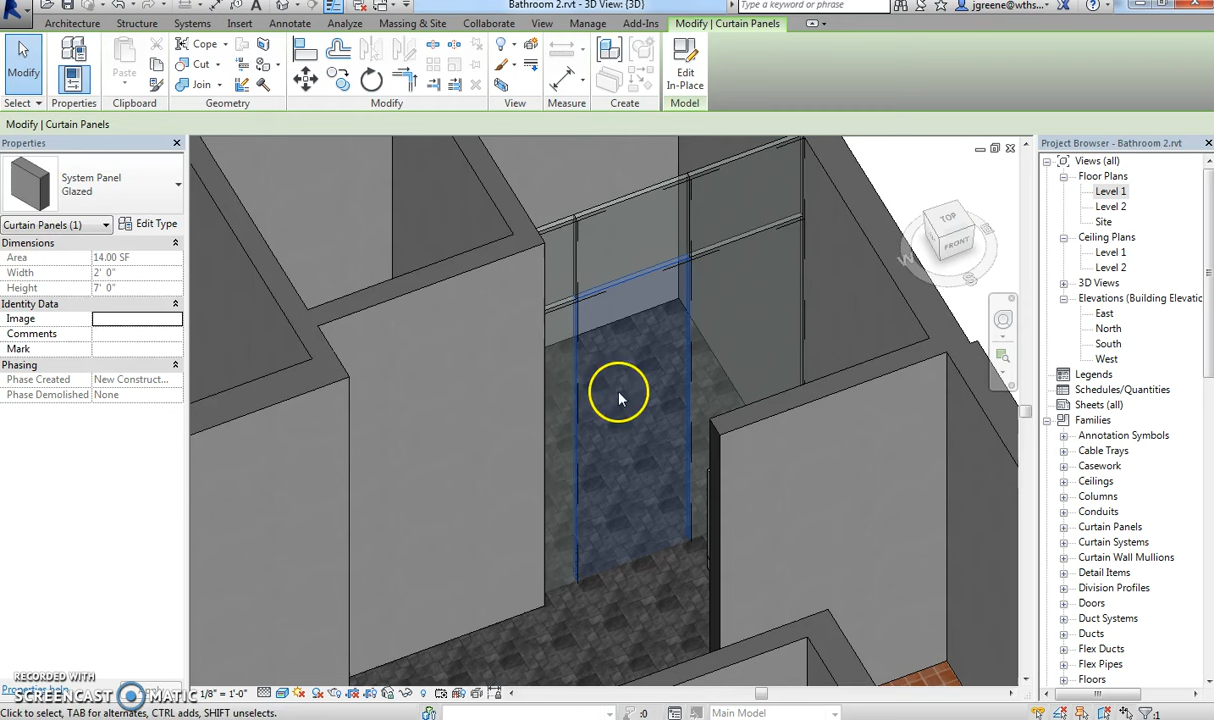 Bathroom 2.rvt - 3D View: {3D}
Type a keyword or phrase
jgreene@wths...
Architecture Structure Systems Insert Annotate Analyze Massing & Site Collaborate View Manage Add-Ins Modify | Curtain Panels
Modify
Select
Properties
Paste
Clipboard
Cope
Cut
Join
Geometry
Modify
View
Measure
Create
Edit
In-Place
Model
Modify | Curtain Panels
Properties
System Panel
Glazed
Curtain Panels (1)
Edit Type
Dimensions
Area 14.00 SF
Width 2' 0"
Height 7' 0"
Identity Data
Image
Comments
Mark
Phasing
Phase Created New Construct...
Phase Demolished None
Properties help
RECORDED WITH
SCREENCAST MATIC
TOP
FRONT
W
S
Project Browser - Bathroom 2.rvt
Views (all)
Floor Plans
Level 1
Level 2
Site
Ceiling Plans
Level 1
Level 2
3D Views
Elevations (Building Elevatic
East
North
South
West
Legends
Schedules/Quantities
Sheets (all)
Families
Annotation Symbols
Cable Trays
Casework
Ceilings
Columns
Conduits
Curtain Panels
Curtain Systems
Curtain Wall Mullions
Detail Items
Division Profiles
Doors
Duct Systems
Ducts
Flex Ducts
Flex Pipes
Floors
1/8" = 1'-0"
Click to select, TAB for alternates, CTRL adds, SHIFT unselects.
:0
Main Model
:1